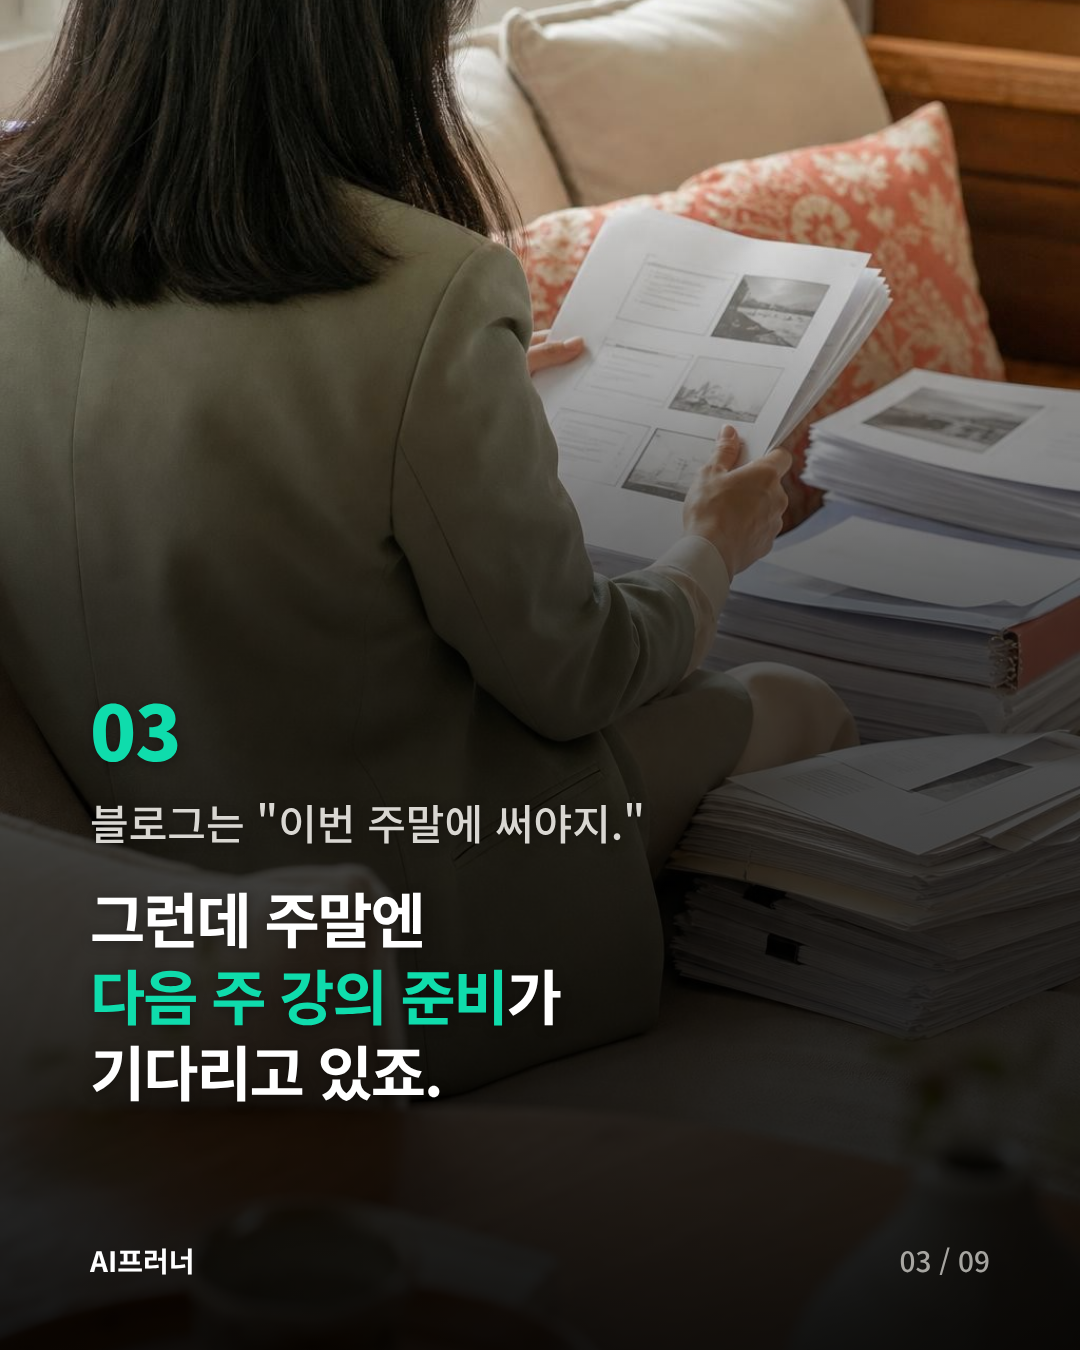 03
블로그는 "이번 주말에 써야지."
그런데 주말엔
다음 주 강의 준비가
기다리고 있죠.
AI프러너
03 / 09